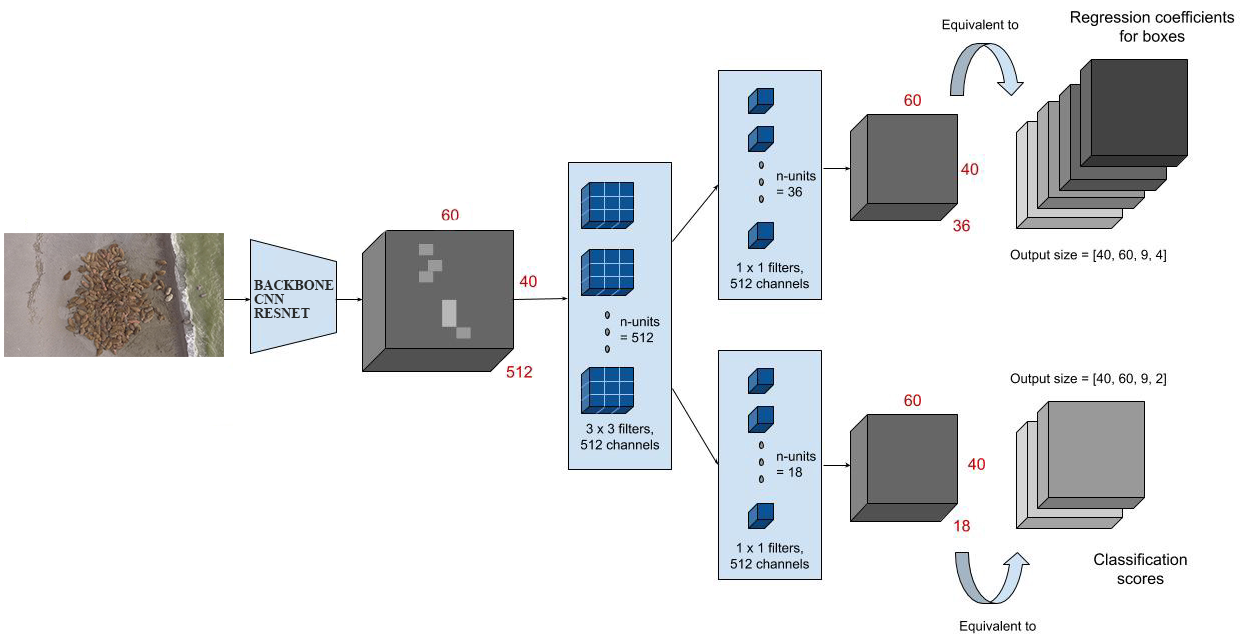 BACKBONE
CNN
RESNET
60
40
512
n-units
= 512
3 x 3 filters,
512 channels
n-units
= 36
1 x 1 filters,
512 channels
60
40
36
Equivalent to
Regression coefficients
for boxes
Output size = [40, 60, 9, 4]
n-units
= 18
1 x 1 filters,
512 channels
60
40
18
Equivalent to
Output size = [40, 60, 9, 2]
Classification
scores